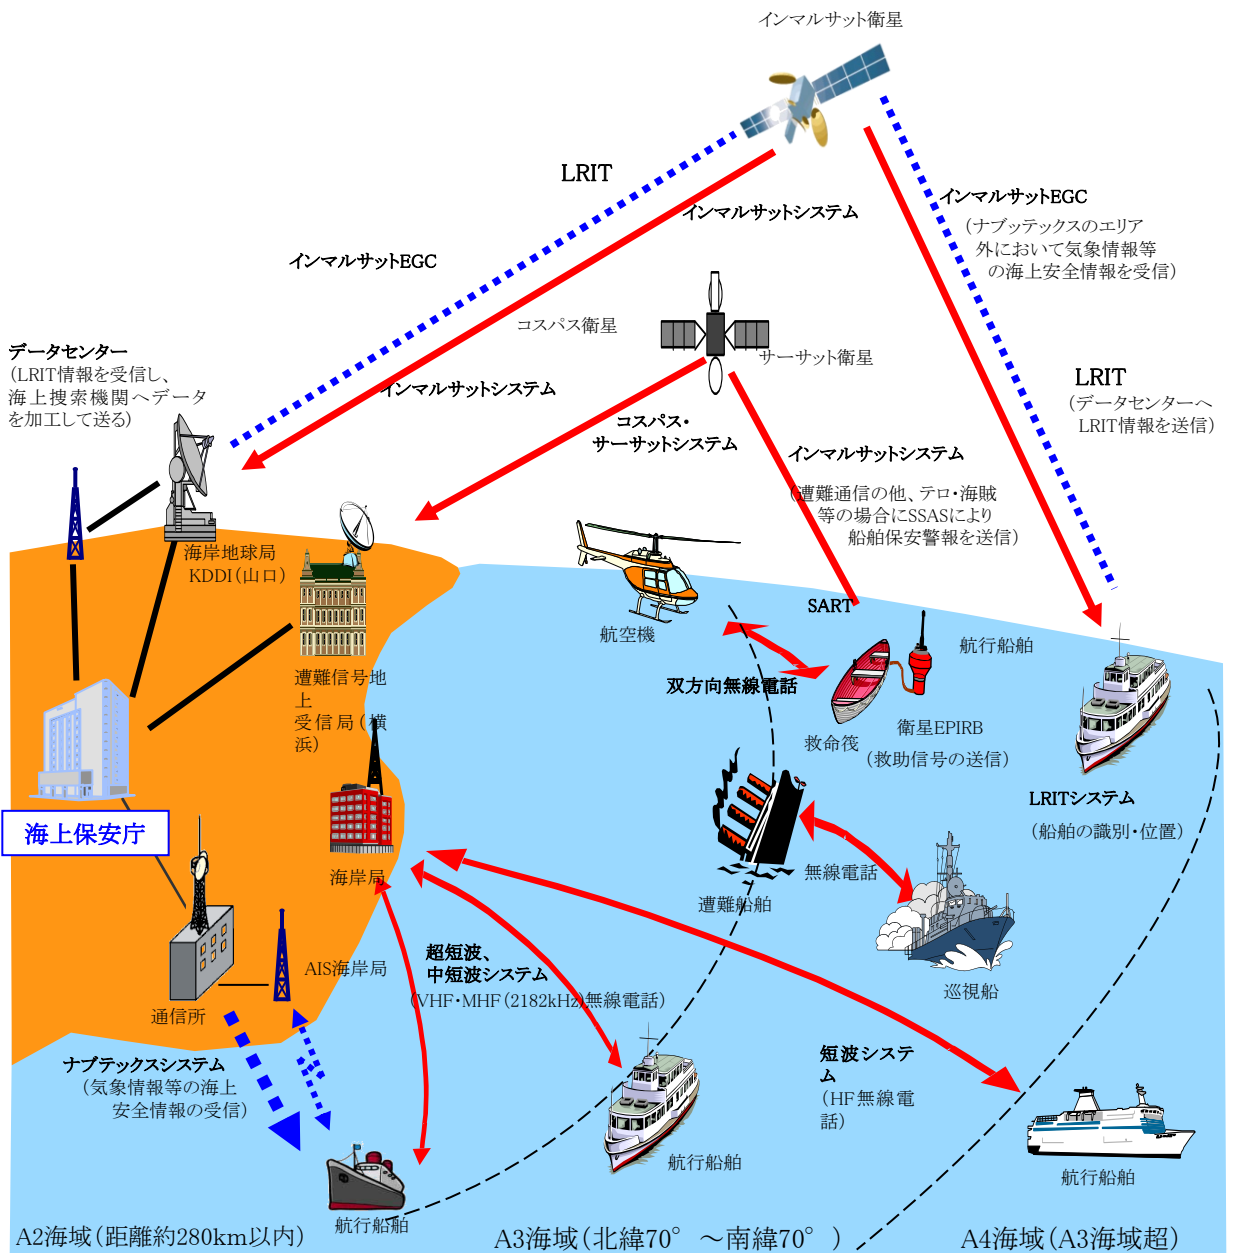 インマルサット衛星
LRIT
インマルサットシステム
インマルサットEGC
インマルサットEGC
(ナブッテックスのエリア
外において気象情報等
の海上安全情報を受信)
コスパス衛星
サーサット衛星
データセンター
(LRIT情報を受信し、
海上捜索機関へデータ
を加工して送る)
インマルサットシステム
LRIT
(データセンターへ
LRIT情報を送信)
コスパス・
サーサットシステム
インマルサットシステム
(遭難通信の他、テロ・海賊
等の場合にSSASにより
船舶保安警報を送信)
海岸地球局
KDDI(山口)
航空機
SART
航行船舶
双方向無線電話
遭難信号地
上
受信局(横
浜)
救命筏
衛星EPIRB
(救助信号の送信)
LRITシステム
(船舶の識別・位置)
海上保安庁
海岸局
無線電話
遭難船舶
超短波、
中短波システム
(VHF・MHF(2182kHz)無線電話)
AIS海岸局
通信所
巡視船
ナブテックスシステム
(気象情報等の海上
安全情報の受信)
短波システ
ム
(HF無線電
話)
航行船舶
航行船舶
航行船舶
A2海域(距離約280km以内)
A3海域(北緯70°～南緯70°)
A4海域(A3海域超)